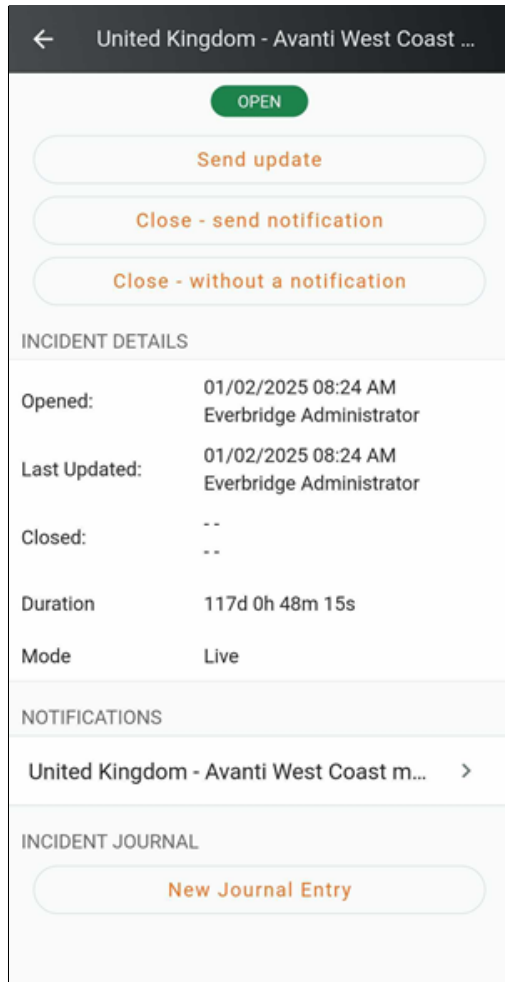 United Kingdom - Avanti West Coast ...
OPEN
Send update
Close - send notification
Close - without a notification
INCIDENT DETAILS
Opened:
01/02/2025 08:24 AM
Everbridge Administrator
Last Updated:
01/02/2025 08:24 AM
Everbridge Administrator
Closed:
- -
- -
Duration
117d 0h 48m 15s
Mode
Live
NOTIFICATIONS
United Kingdom - Avanti West Coast m...
INCIDENT JOURNAL
New Journal Entry